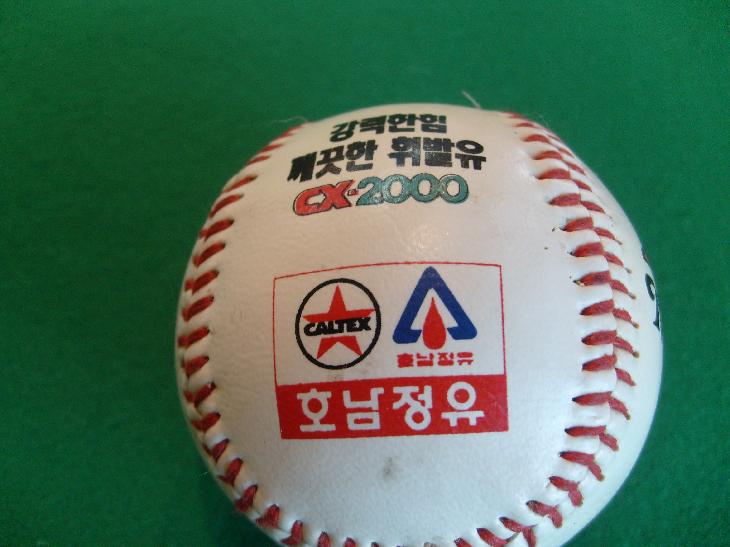 강력한힘
깨끗한 휘발유
CX-2000
CALTEX
호남정유
호남정유